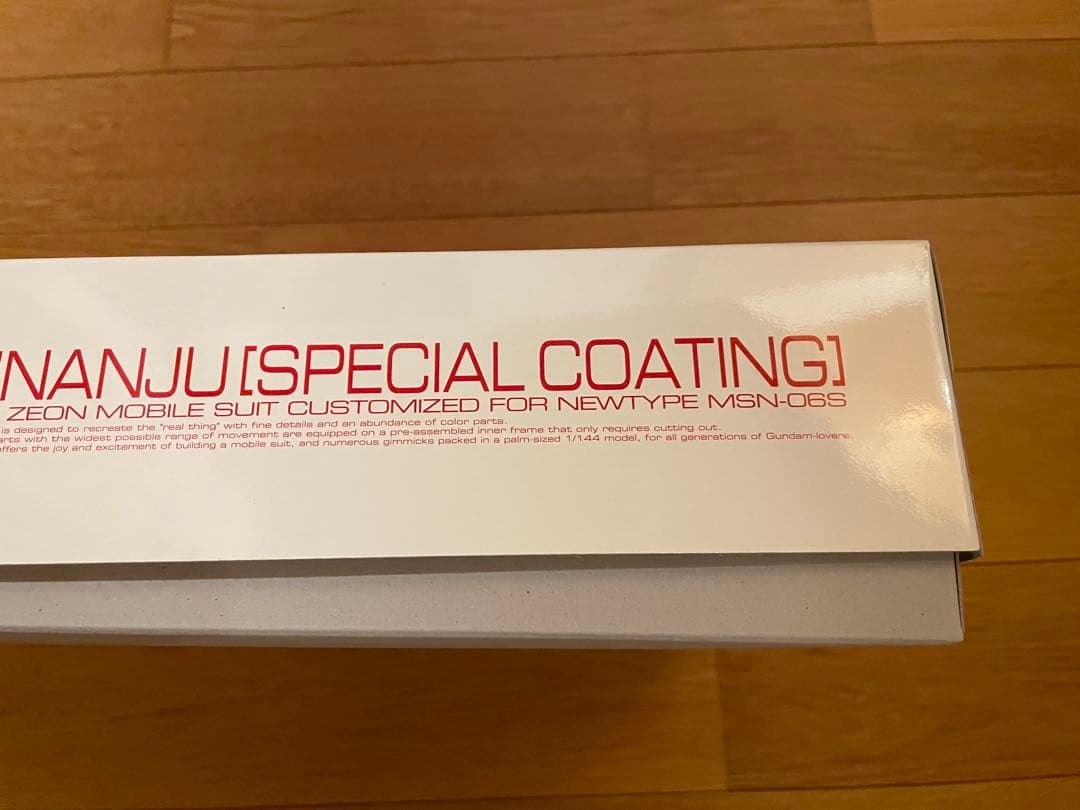 NANJU[SPECIAL COATING]
ZEON MOBILE SUIT CUSTOMIZED FOR NEWTYPE MSN-06S
is designed to recreate the "real thing" with fine details and an abundance of color parts.
arts with the widest possible range of movement are equipped on a pre-assembled inner frame that only requires cutting out.
offers the joy and excitement of building a mobile suit, and numerous gimmicks packed in a palm-sized 1/144 model, for all generations of Gundam-lovers.